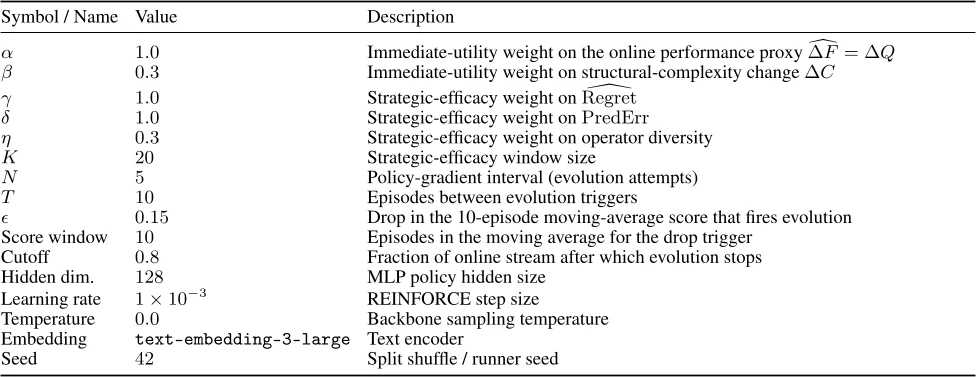 Symbol / Name Value Description
α 1.0 Immediate-utility weight on the online performance proxy $\widehat{\Delta F} = \Delta Q$
β 0.3 Immediate-utility weight on structural-complexity change ΔC
γ 1.0 Strategic-efficacy weight on $\widehat{\text{Regret}}$
δ 1.0 Strategic-efficacy weight on PredErr
η 0.3 Strategic-efficacy weight on operator diversity
K 20 Strategic-efficacy window size
N 5 Policy-gradient interval (evolution attempts)
T 10 Episodes between evolution triggers
ϵ 0.15 Drop in the 10-episode moving-average score that fires evolution
Score window 10 Episodes in the moving average for the drop trigger
Cutoff 0.8 Fraction of online stream after which evolution stops
Hidden dim. 128 MLP policy hidden size
Learning rate 1 × 10⁻³ REINFORCE step size
Temperature 0.0 Backbone sampling temperature
Embedding text-embedding-3-large Text encoder
Seed 42 Split shuffle / runner seed